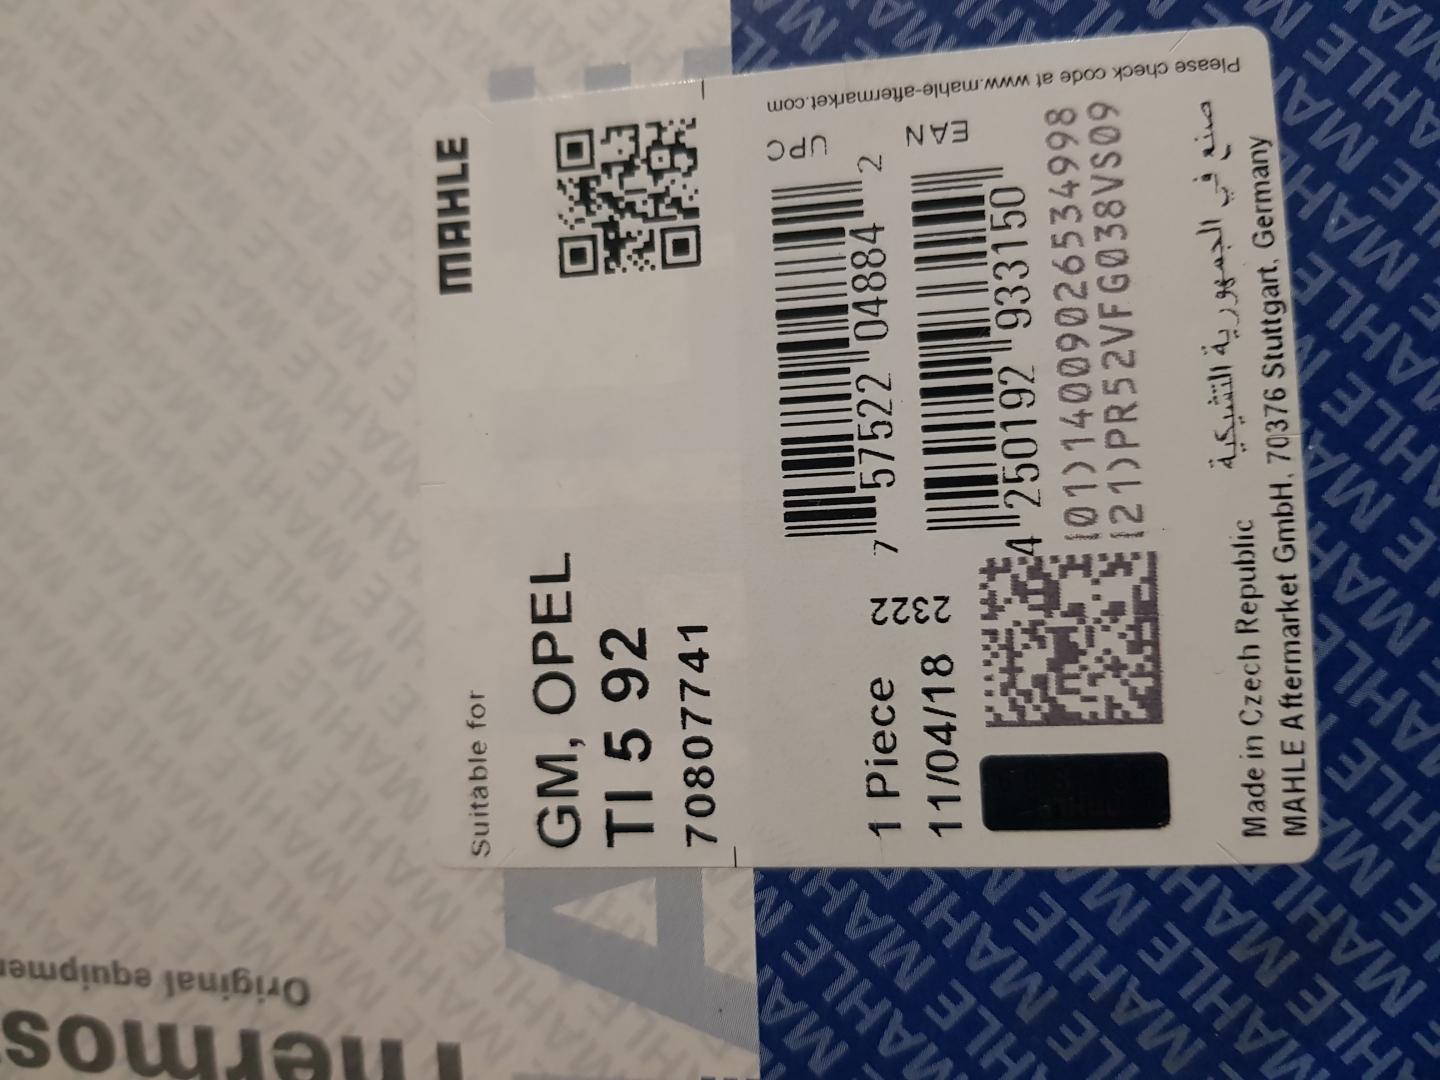 MAHLE
Suitable for
GM, OPEL
TI 5 92
70807741
UPC
7 57522 04884 2
EAN
4 250192 933150
1 Piece 2322
11/04/18 2322
(01)14009026534998
(21)PR52VFG038VS09
Please check code at www.mahle-aftermarket.com
Made in Czech Republic صنع في الجمهورية التشيكية
MAHLE Aftermarket GmbH, 70376 Stuttgart, Germany
Original